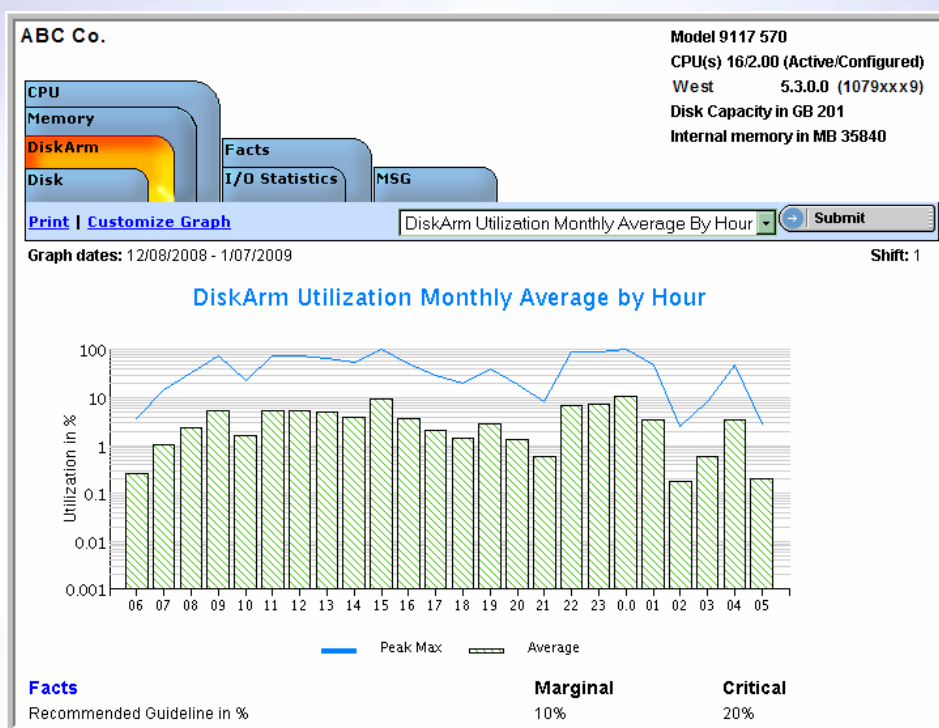 ABC Co.
Model 9117 570
CPU(s) 16/2.00 (Active/Configured)
West 5.3.0.0 (1079xxx9)
Disk Capacity in GB 201
Internal memory in MB 35840
CPU
Memory
DiskArm
Disk
Facts
I/O Statistics
MSG
Print | Customize Graph
DiskArm Utilization Monthly Average By Hour
Submit
Graph dates: 12/08/2008 - 1/07/2009
Shift: 1
DiskArm Utilization Monthly Average by Hour
Utilization in %
100
10
1
0.1
0.01
0.001
06 07 08 09 10 11 12 13 14 15 16 17 18 19 20 21 22 23 0.0 01 02 03 04 05
Peak Max Average
Facts Marginal Critical
Recommended Guideline in % 10% 20%